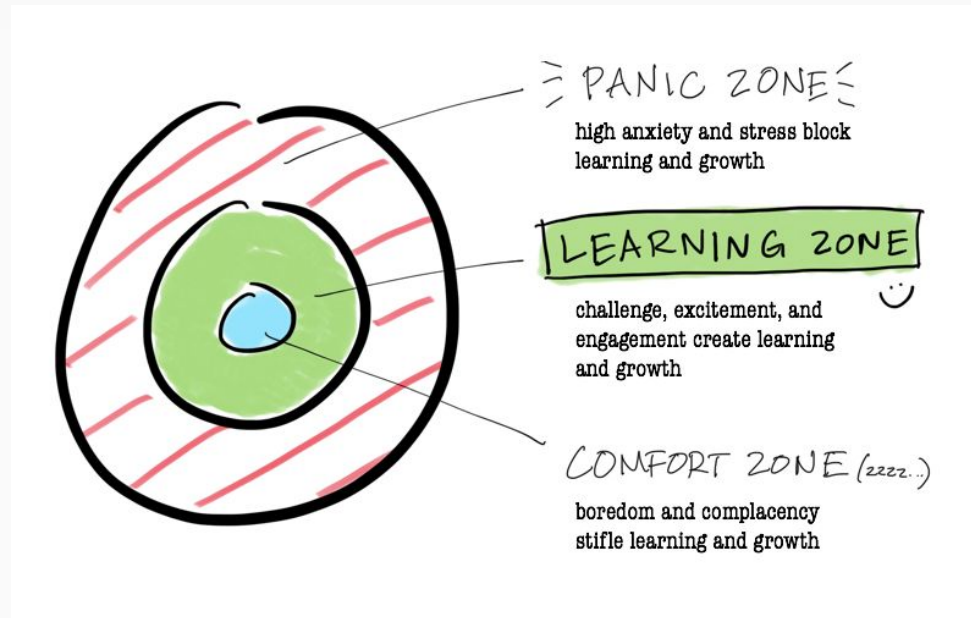 PANIC ZONE
high anxiety and stress block
learning and growth
LEARNING ZONE
challenge, excitement, and
engagement create learning
and growth
COMFORT ZONE (zzzz...)
boredom and complacency
stifle learning and growth